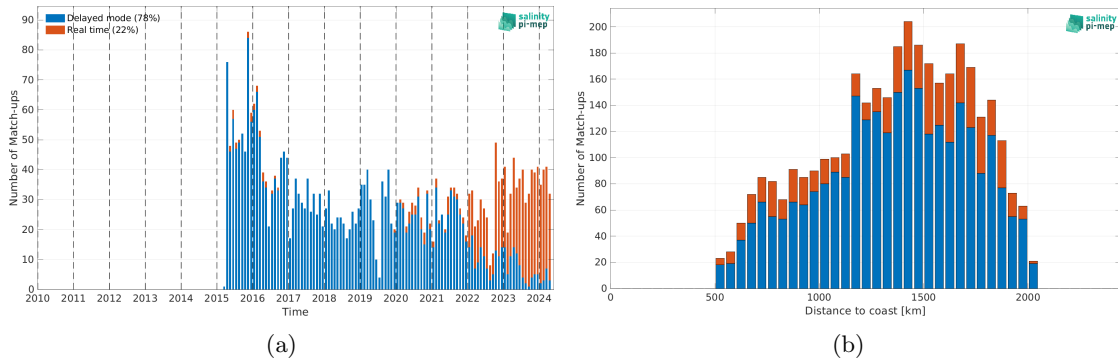 Delayed mode (78%)
Real time (22%)
salinity
pi-mep
Number of Match-ups
90
80
70
60
50
40
30
20
10
0
2010 2011 2012 2013 2014 2015 2016 2017 2018 2019 2020 2021 2022 2023 2024
Time
(a)
salinity
pi-mep
Number of Match-ups
200
180
160
140
120
100
80
60
40
20
0
0 500 1000 1500 2000
Distance to coast [km]
(b)